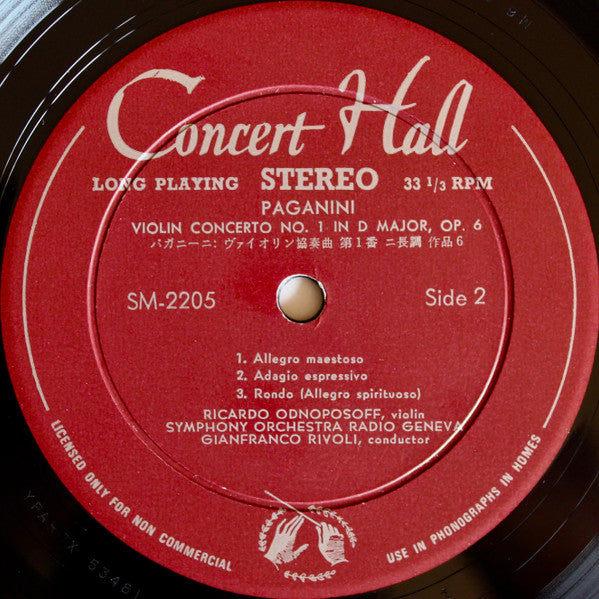 Concert Hall
LONG PLAYING STEREO 33 1/3 RPM
PAGANINI
VIOLIN CONCERTO NO. 1 IN D MAJOR, OP. 6
パガニーニ: ヴァイオリン協奏曲 第1番 ニ長調 作品6
SM-2205 Side 2
1. Allegro maestoso
2. Adagio espressivo
3. Rondo (Allegro spirituoso)
RICARDO ODNOPOSOFF, violin
SYMPHONY ORCHESTRA RADIO GENEVA
GIANFRANCO RIVOLI, conductor
LICENSED ONLY FOR NON COMMERCIAL
USE IN PHONOGRAPHS IN HOMES